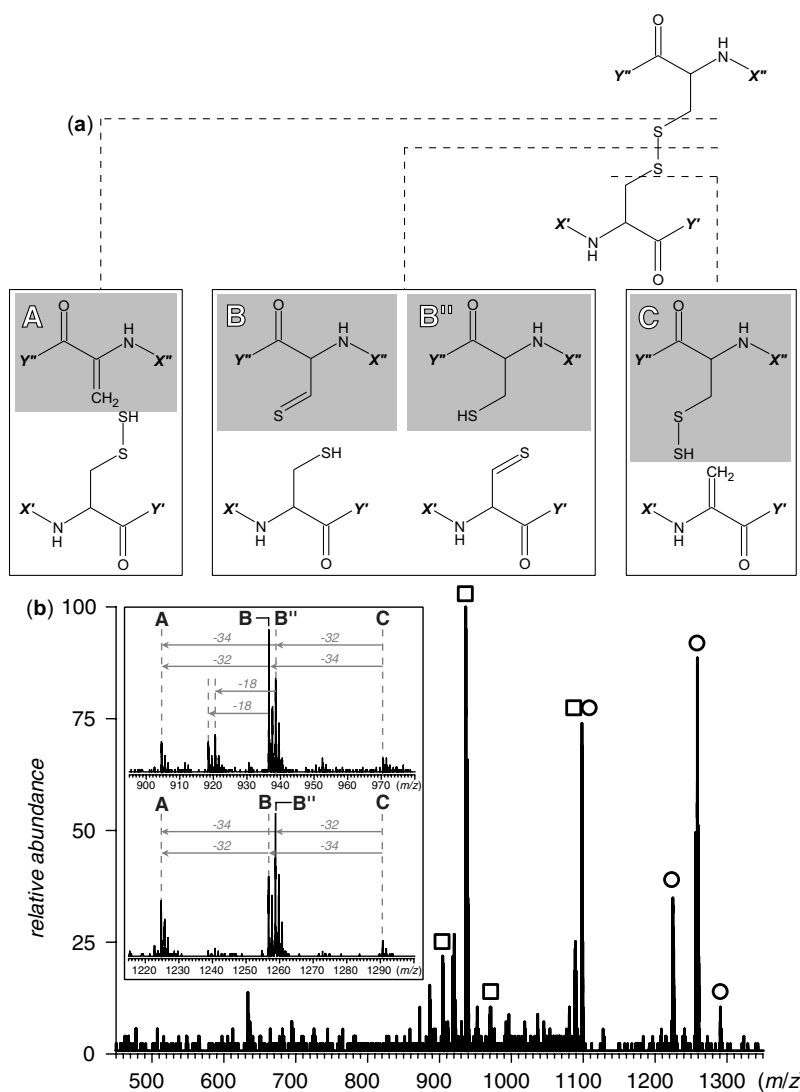 O
H
Y" N X"
(a)
S
S
X' Y'
N
H O
A
O
H
Y" N X"
CH2
SH
S
X' Y'
N
H O
B
O
H
Y" N X"
S
SH
X' Y'
N
H O
B"
O
H
Y" N X"
HS
S
X' Y'
N
H O
C
O
H
Y" N X"
S
SH
CH2
X' Y'
N
H O
(b)
relative abundance
100
75
50
25
0
A B B" C
-34 -32
-32 -34
-18
-18
900 910 920 930 940 950 960 970 (m/z)
A B B" C
-34 -32
-32 -34
1220 1230 1240 1250 1260 1270 1280 1290 (m/z)
500 600 700 800 900 1000 1100 1200 1300 (m/z)